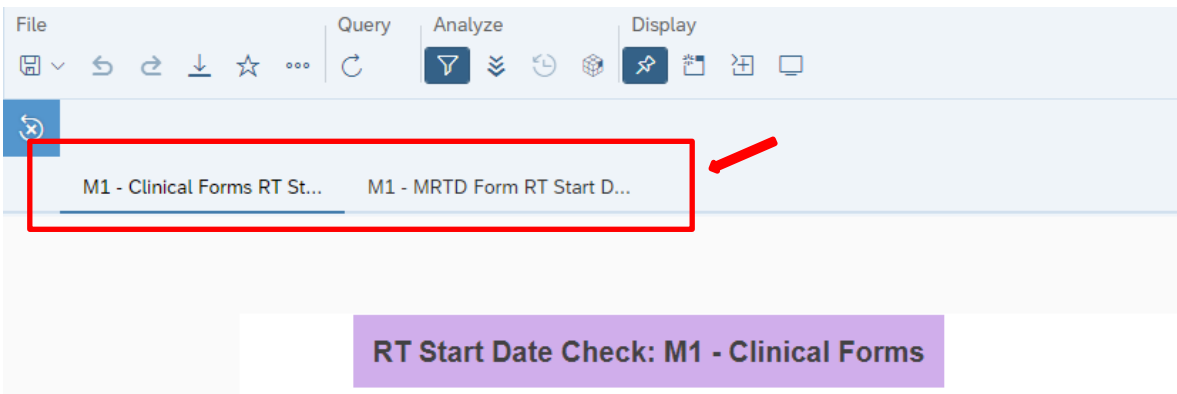 File Query Analyze Display
M1 - Clinical Forms RT St... M1 - MRTD Form RT Start D...
RT Start Date Check: M1 - Clinical Forms